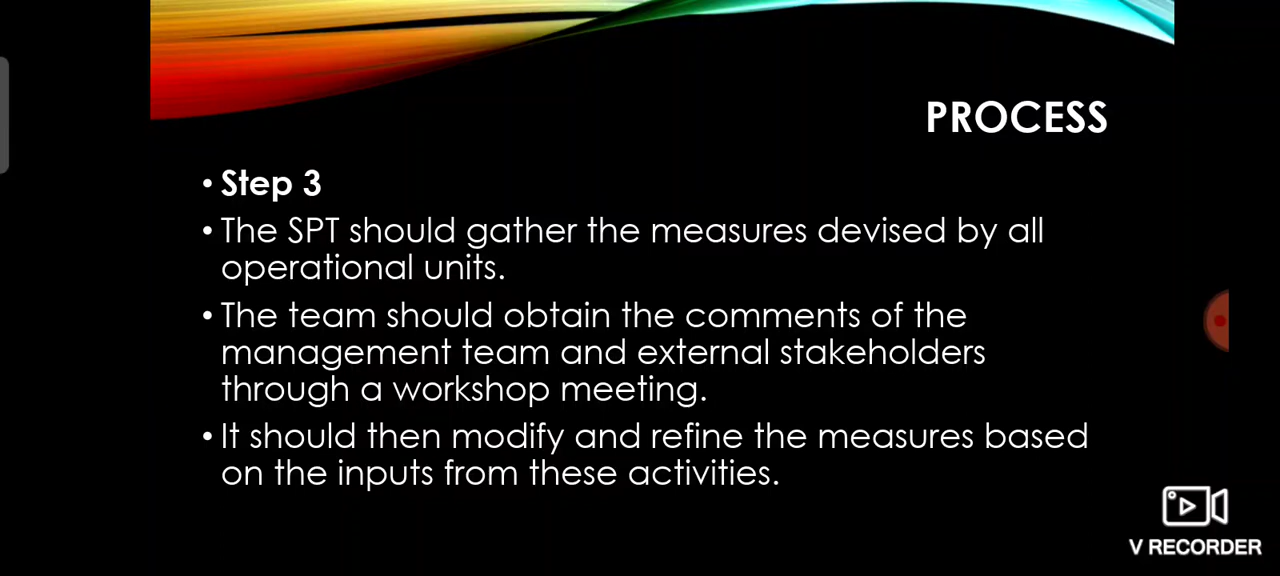 PROCESS
• Step 3
• The SPT should gather the measures devised by all
operational units.
• The team should obtain the comments of the
management team and external stakeholders
through a workshop meeting.
• It should then modify and refine the measures based
on the inputs from these activities.
V RECORDER